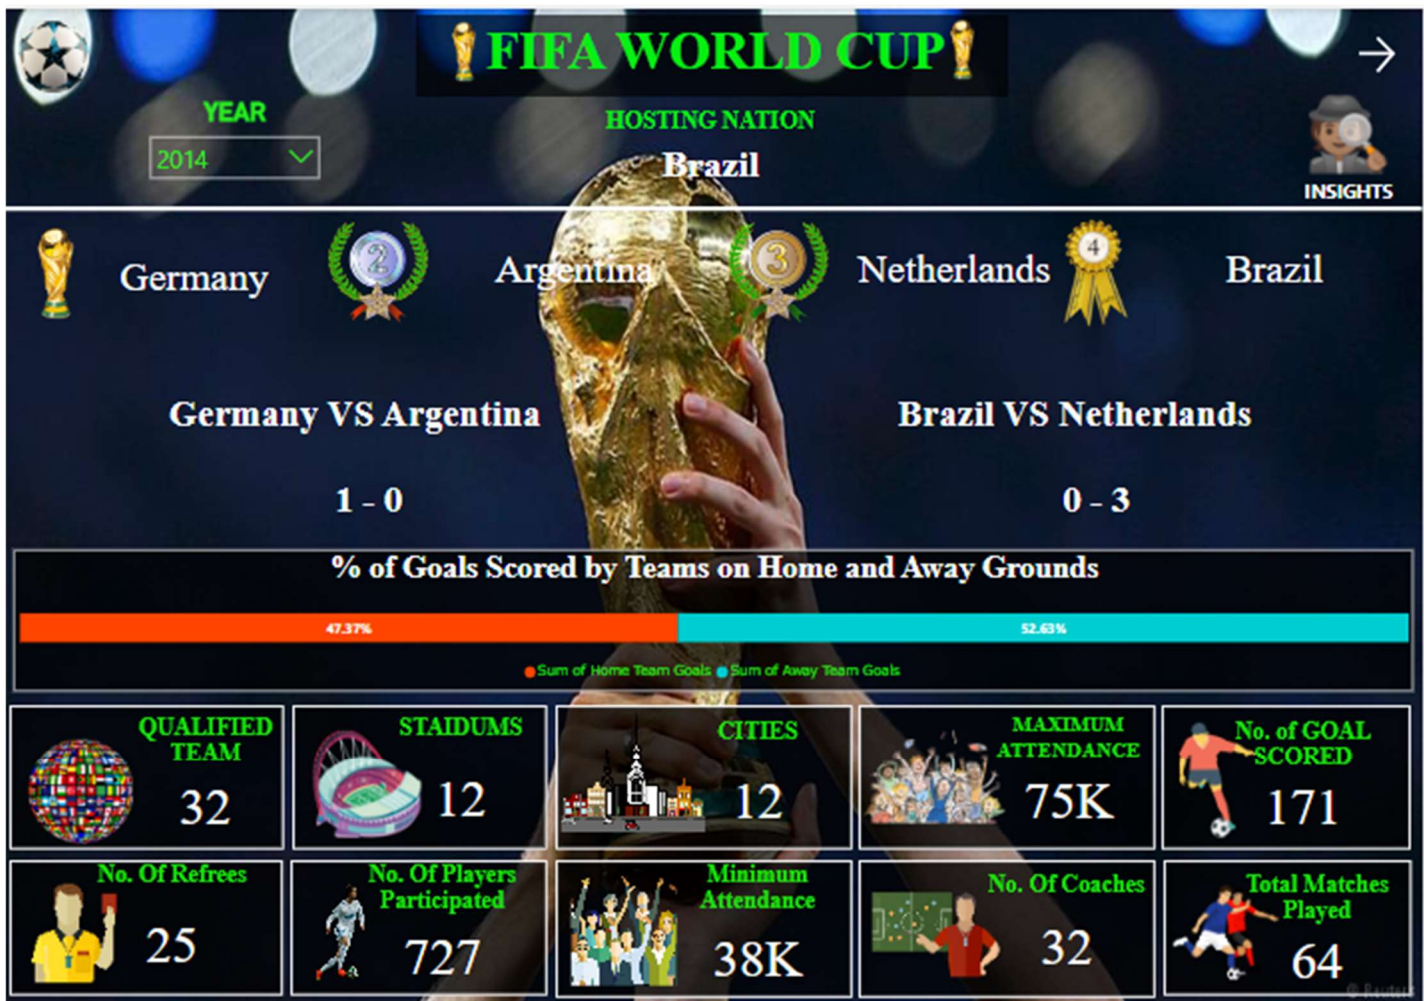 FIFA WORLD CUP
YEAR
2014
HOSTING NATION
Brazil
INSIGHTS
Germany
2
Argentina
3
Netherlands
4
Brazil
Germany VS Argentina
Brazil VS Netherlands
1 - 0
0 - 3
% of Goals Scored by Teams on Home and Away Grounds
47.37%
52.63%
Sum of Home Team Goals
Sum of Away Team Goals
QUALIFIED
TEAM
32
STAIDUMS
12
CITIES
12
MAXIMUM
ATTENDANCE
75K
No. of GOAL
SCORED
171
No. Of Refrees
25
No. Of Players
Participated
727
Minimum
Attendance
38K
No. Of Coaches
32
Total Matches
Played
64
© Reuters